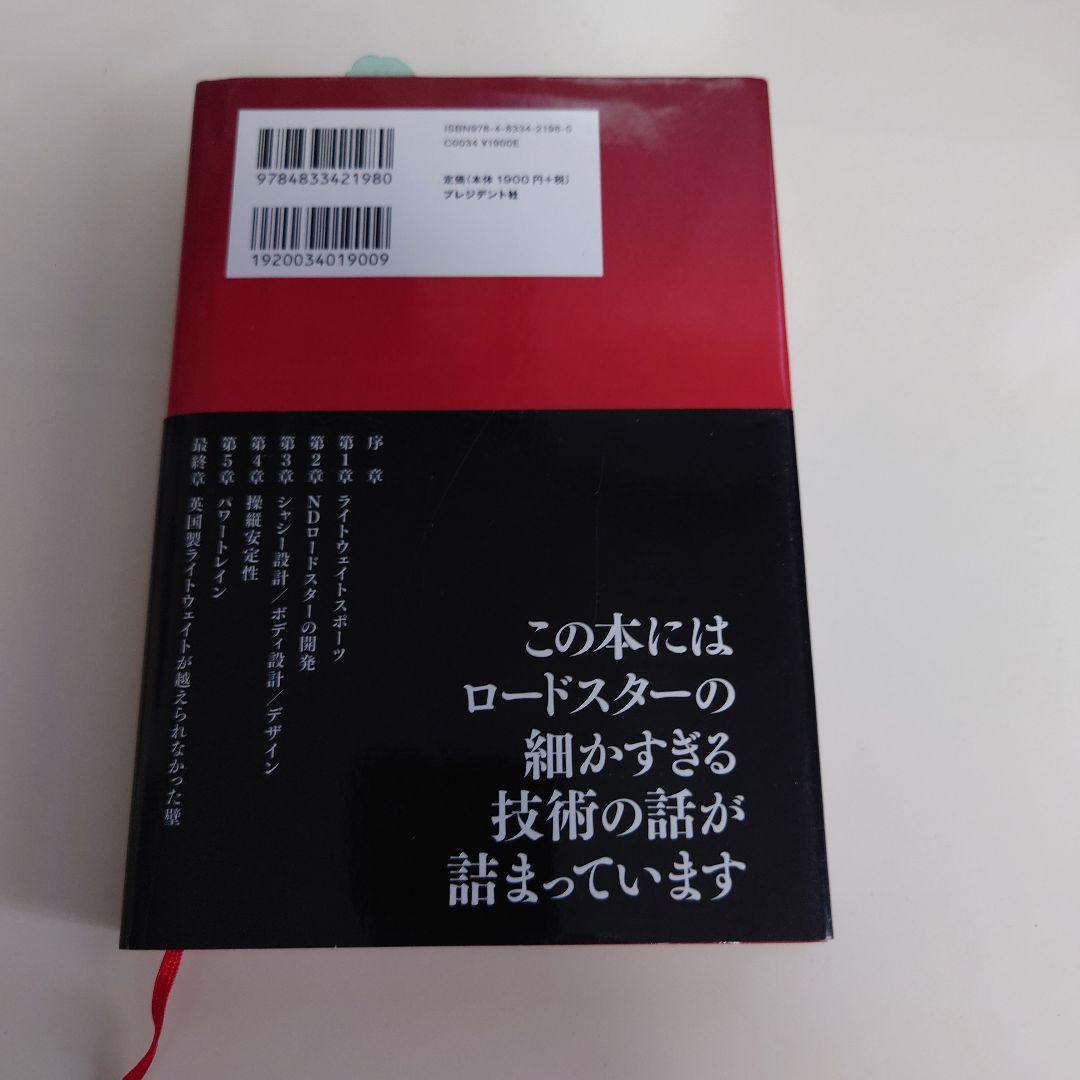 ISBN978-4-8334-2198-0
C0034 ¥1900E
9784833421980
定価（本体1900円+税）
プレジデント社
1920034019009
序　章
第1章 ライトウェイトスポーツ
第2章 NDロードスターの開発
第3章 シャシー設計／ボディ設計／デザイン
第4章 操縦安定性
第5章 パワートレイン
最終章 英国製ライトウェイトが越えられなかった壁
この本には
ロードスターの
細かすぎる
技術の話が
詰まっています